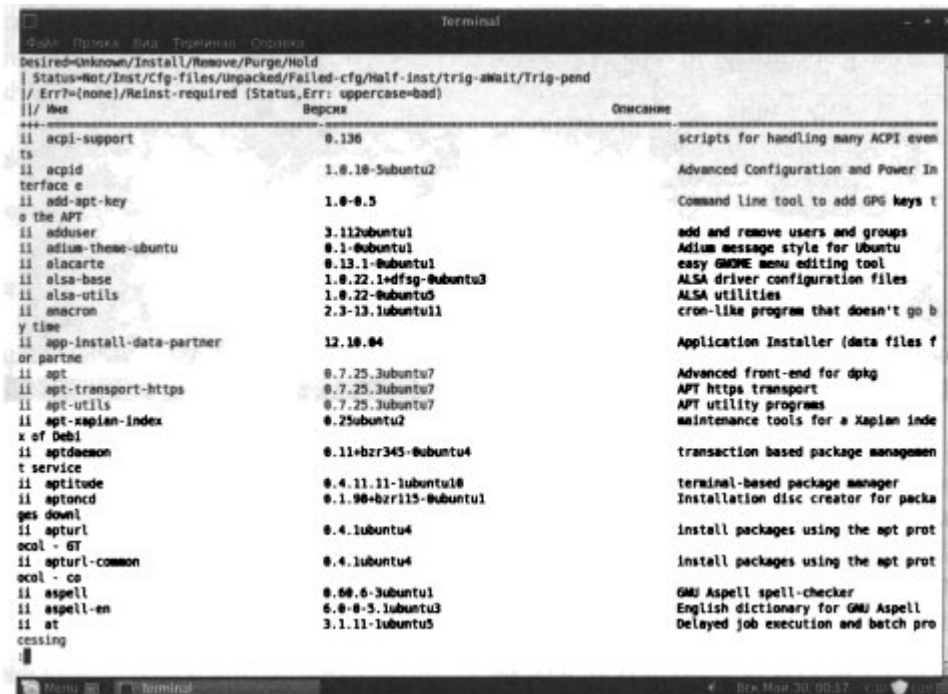 Terminal
Файл Правка Вид Терминал Справка
Desired=Unknown/Install/Remove/Purge/Hold
| Status=Not/Inst/Cfg-files/Unpacked/Failed-cfg/Half-inst/trig-aWait/Trig-pend
|/ Err?=(none)/Reinst-required (Status,Err: uppercase=bad)
||/ Имя Версия Описание
ii acpi-support 0.136 scripts for handling many ACPI even
ts
ii acpid 1.0.10-5ubuntu2 Advanced Configuration and Power In
terface e
ii add-apt-key 1.0-0.5 Command line tool to add GPG keys t
o the APT
ii adduser 3.112ubuntu1 add and remove users and groups
ii adium-theme-ubuntu 0.1-0ubuntu1 Adium message style for Ubuntu
ii alacarte 0.13.1-0ubuntu1 easy GNOME menu editing tool
ii alsa-base 1.0.22.1+dfsg-0ubuntu3 ALSA driver configuration files
ii alsa-utils 1.0.22-0ubuntu5 ALSA utilities
ii anacron 2.3-13.1ubuntu11 cron-like program that doesn't go b
y time
ii app-install-data-partner 12.10.04 Application Installer (data files f
or partne
ii apt 0.7.25.3ubuntu7 Advanced front-end for dpkg
ii apt-transport-https 0.7.25.3ubuntu7 APT https transport
ii apt-utils 0.7.25.3ubuntu7 APT utility programs
ii apt-xapian-index 0.25ubuntu2 maintenance tools for a Xapian inde
x of Debi
ii aptdaemon 0.11+bzr345-0ubuntu4 transaction based package managemen
t service
ii aptitude 0.4.11.11-1ubuntu10 terminal-based package manager
ii aptoncd 0.1.98+bzr115-0ubuntu1 Installation disc creator for packa
ges downl
ii apturl 0.4.1ubuntu4 install packages using the apt prot
ocol - GT
ii apturl-common 0.4.1ubuntu4 install packages using the apt prot
ocol - co
ii aspell 0.60.6-3ubuntu1 GNU Aspell spell-checker
ii aspell-en 6.0-0-5.1ubuntu3 English dictionary for GNU Aspell
ii at 3.1.11-1ubuntu5 Delayed job execution and batch pro
cessing
:
Menu Terminal Вск Май 30, 00:17